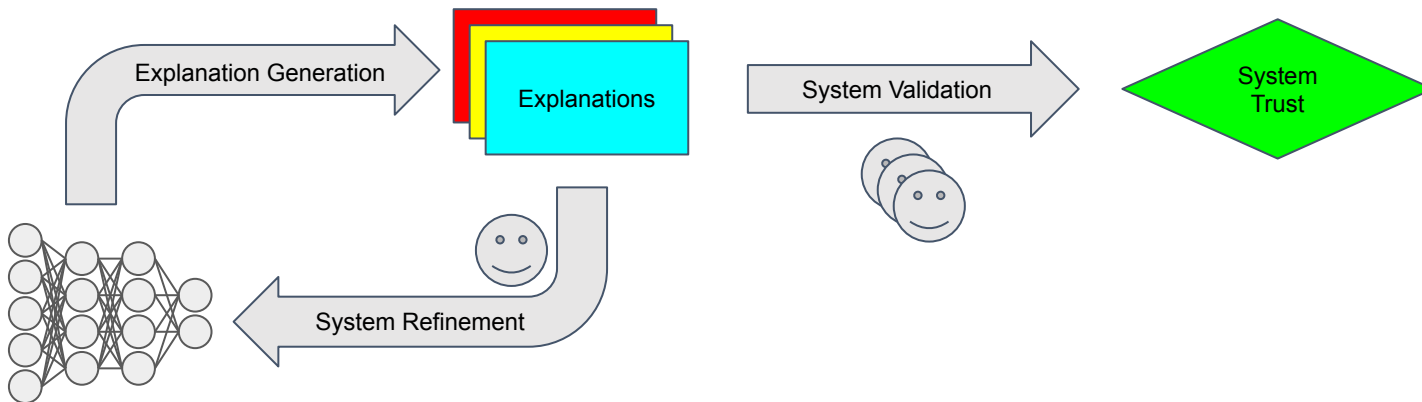 Explanation Generation
Explanations
System Validation
System
Trust
System Refinement